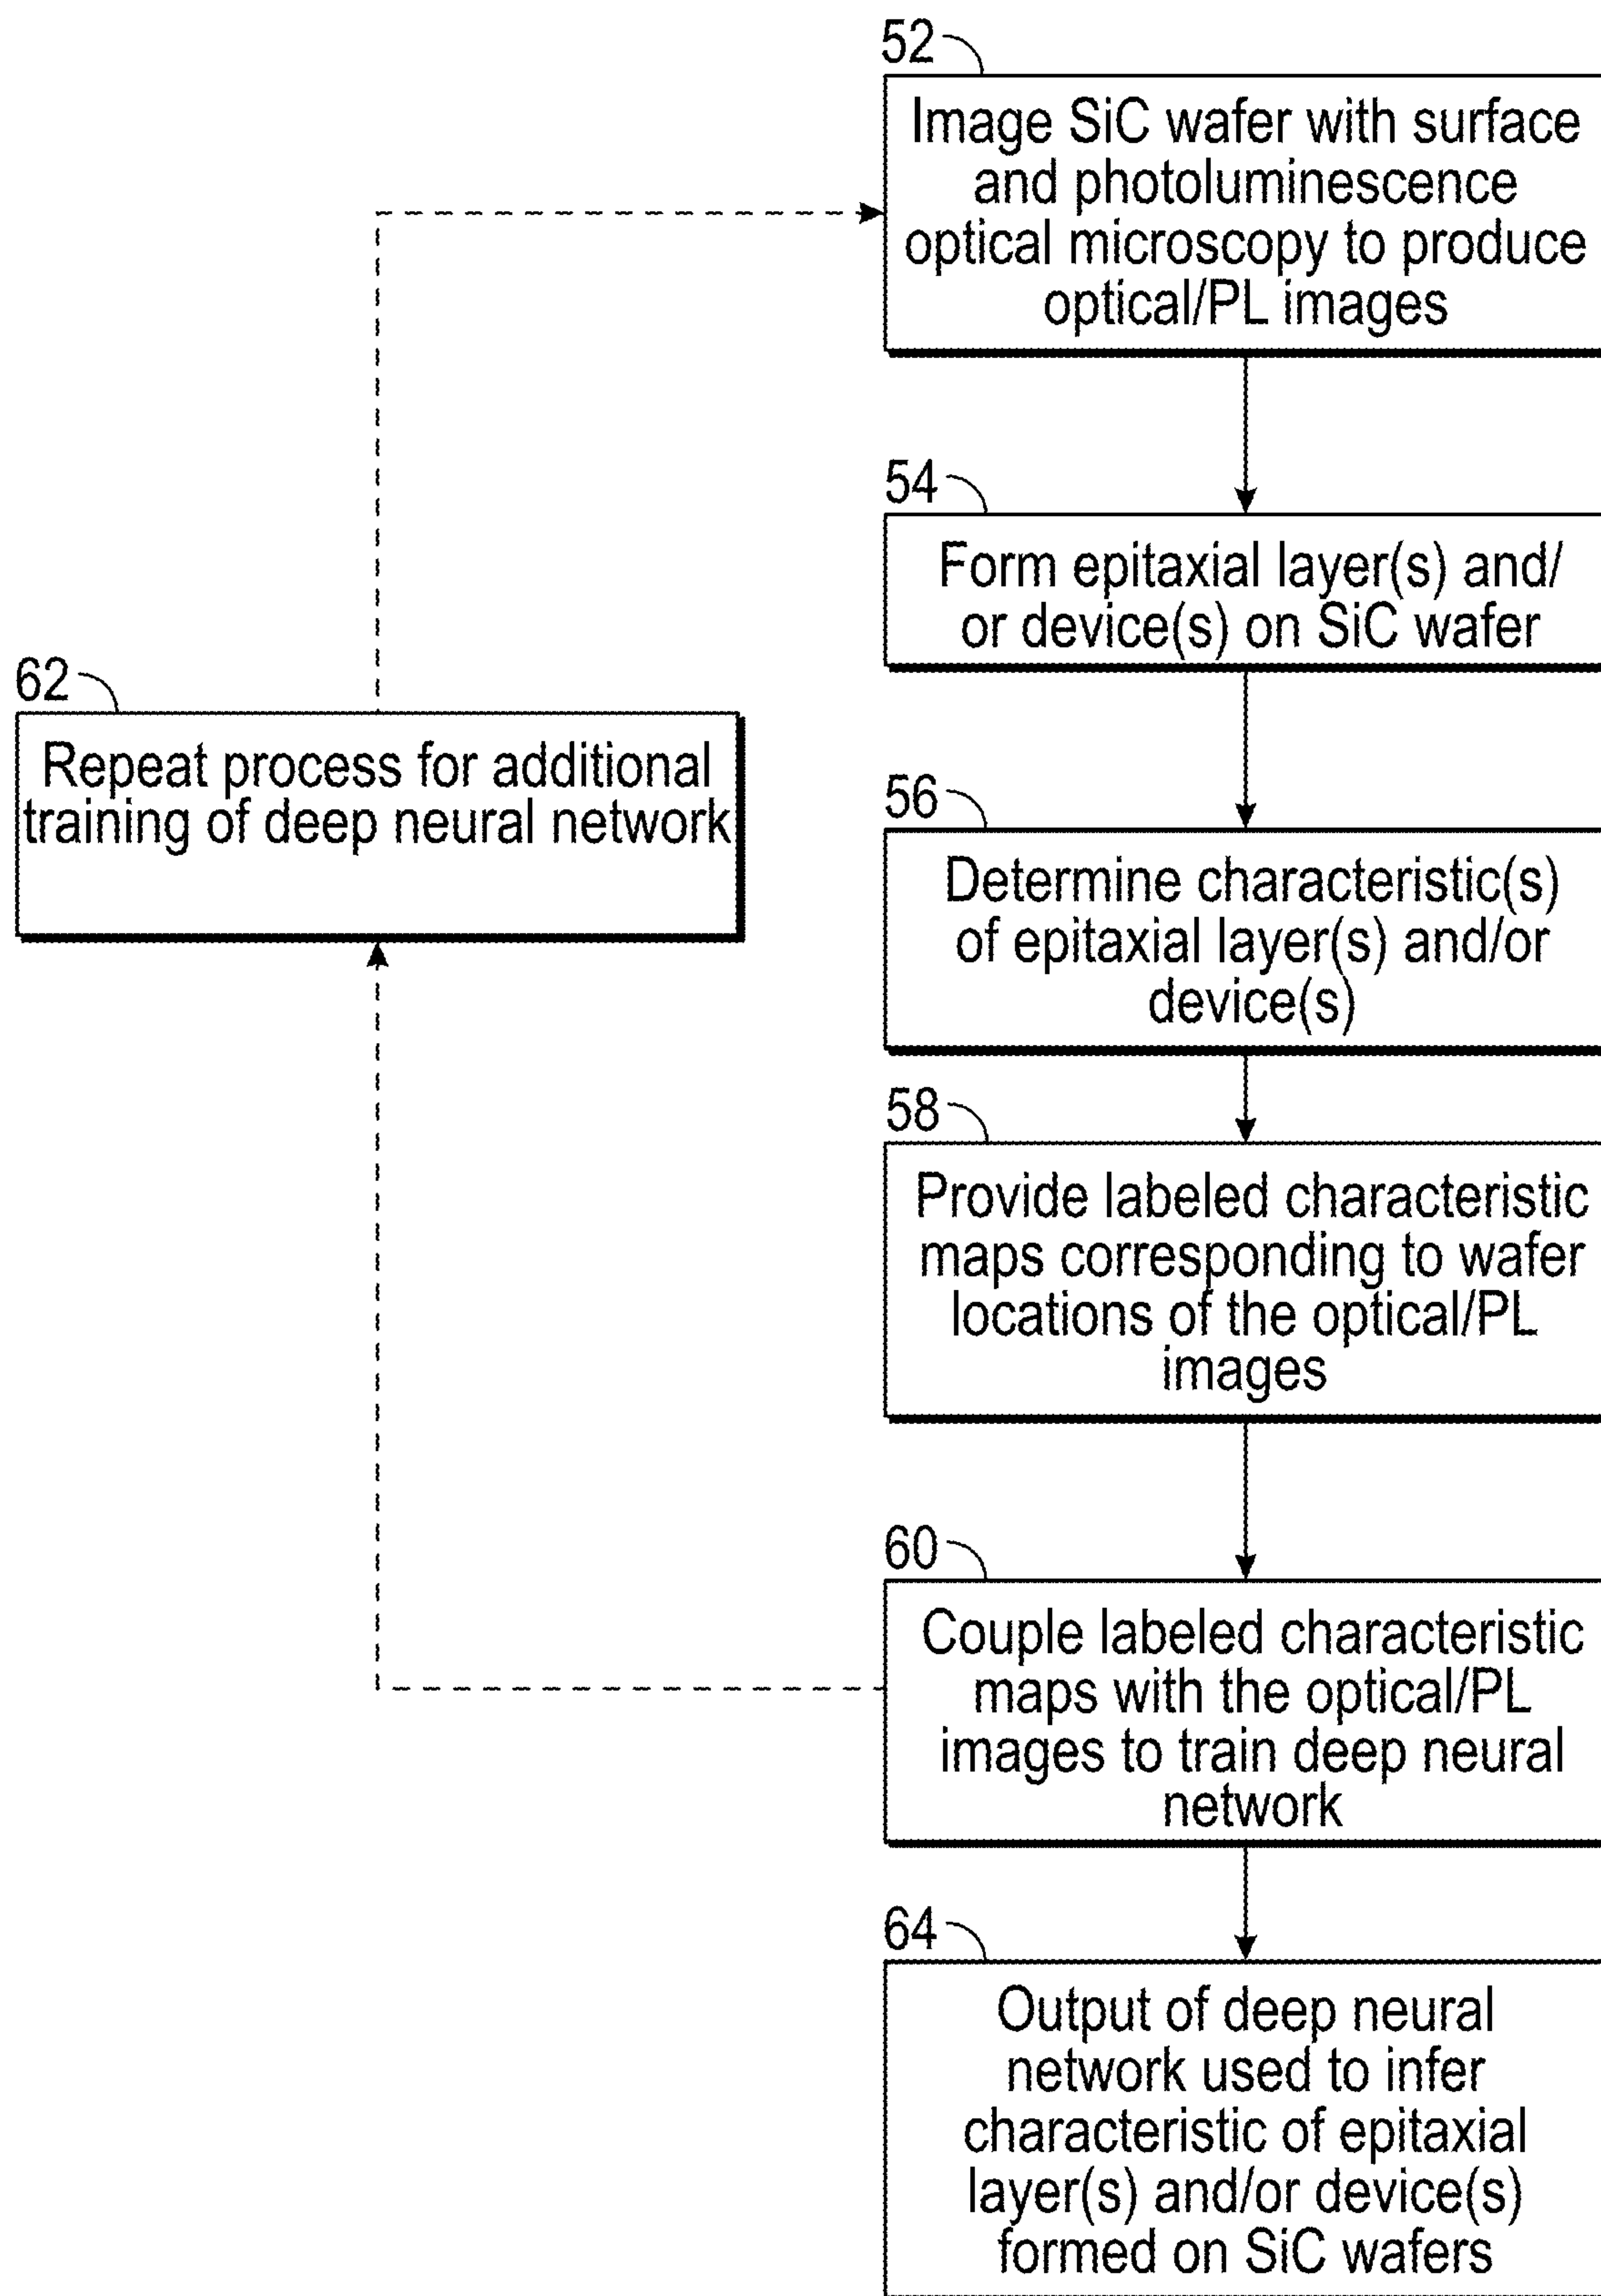 52
Image SiC wafer with surface
and photoluminescence
optical microscopy to produce
optical/PL images
54
Form epitaxial layer(s) and/
or device(s) on SiC wafer
62
Repeat process for additional
training of deep neural network
56
Determine characteristic(s)
of epitaxial layer(s) and/or
device(s)
58
Provide labeled characteristic
maps corresponding to wafer
locations of the optical/PL
images
60
Couple labeled characteristic
maps with the optical/PL
images to train deep neural
network
64
Output of deep neural
network used to infer
characteristic of epitaxial
layer(s) and/or device(s)
formed on SiC wafers